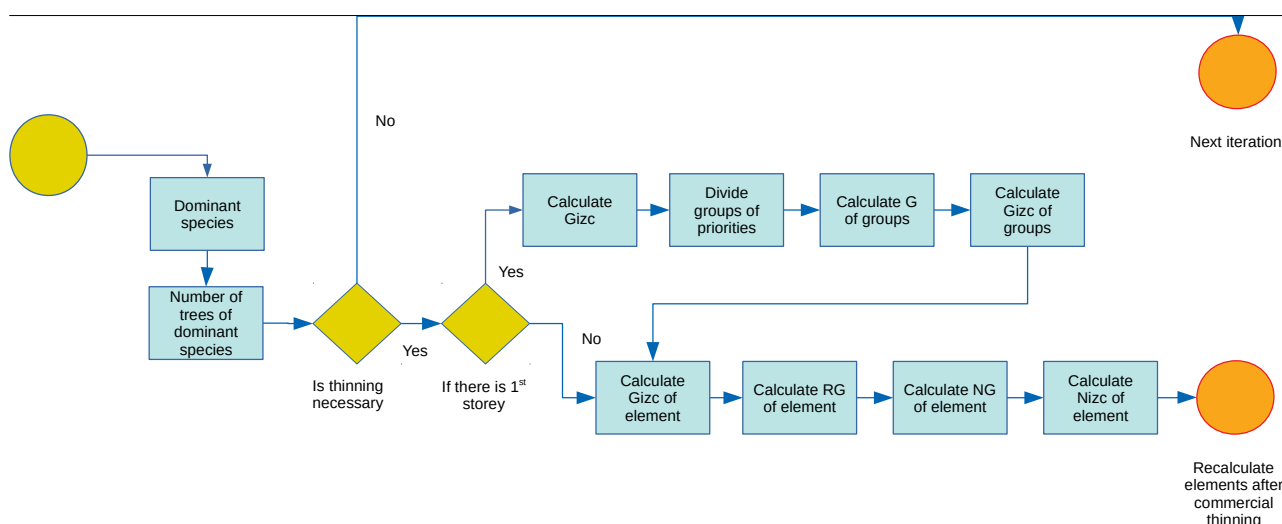 No
Next iteration
Dominant
species
Number of
trees of
dominant
species
Is thinning
necessary
Yes
If there is 1st
storey
Yes
No
Calculate
Gizc
Divide
groups of
priorities
Calculate G
of groups
Calculate
Gizc of
groups
Calculate
Gizc of
element
Calculate RG
of element
Calculate NG
of element
Calculate
Nizc of
element
Recalculate
elements after
commercial
thinning